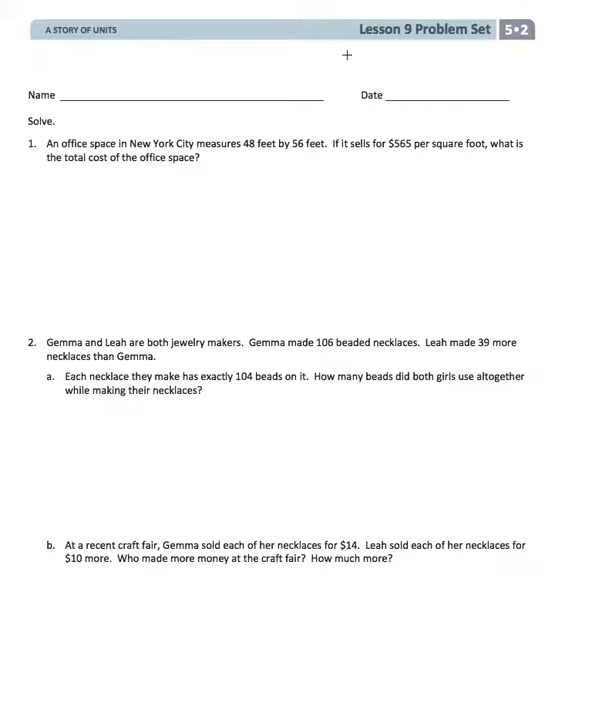 A STORY OF UNITS
Lesson 9 Problem Set 5•2
Name
Date
Solve.
1. An office space in New York City measures 48 feet by 56 feet. If it sells for $565 per square foot, what is
the total cost of the office space?
2. Gemma and Leah are both jewelry makers. Gemma made 106 beaded necklaces. Leah made 39 more
necklaces than Gemma.
a. Each necklace they make has exactly 104 beads on it. How many beads did both girls use altogether
while making their necklaces?
b. At a recent craft fair, Gemma sold each of her necklaces for $14. Leah sold each of her necklaces for
$10 more. Who made more money at the craft fair? How much more?